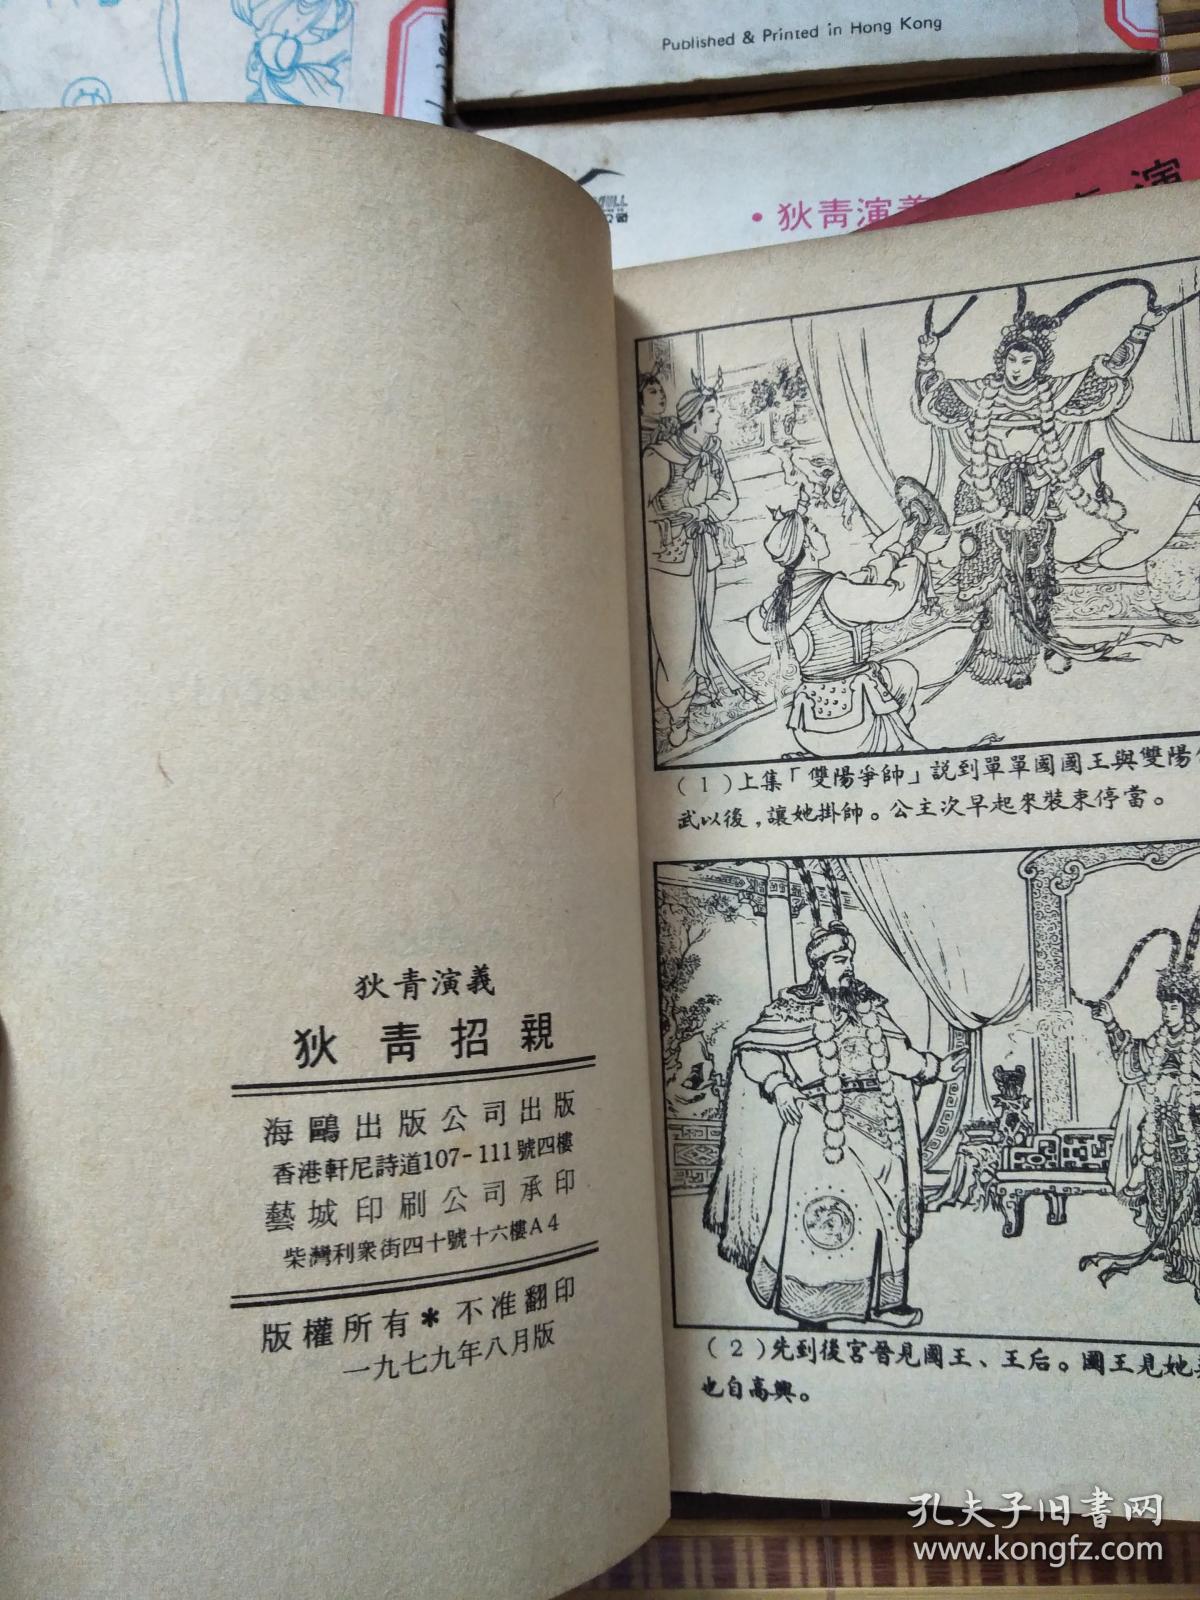 Published & Printed in Hong Kong
•狄青演義
演
狄青演義
狄青招親
海鷗出版公司出版
香港軒尼詩道107-111號四樓
藝城印刷公司承印
柴灣利衆街四十號十六樓A4
版權所有*不准翻印
一九七九年八月版
(1)上集「雙陽爭帥」説到單單國國王與雙陽
武以後,讓她掛帥。公主次早起來裝束停當。
(2)先到後宮晉見國王、王后。國王見她
也自高興。
孔夫子旧书网
www.kongfz.com